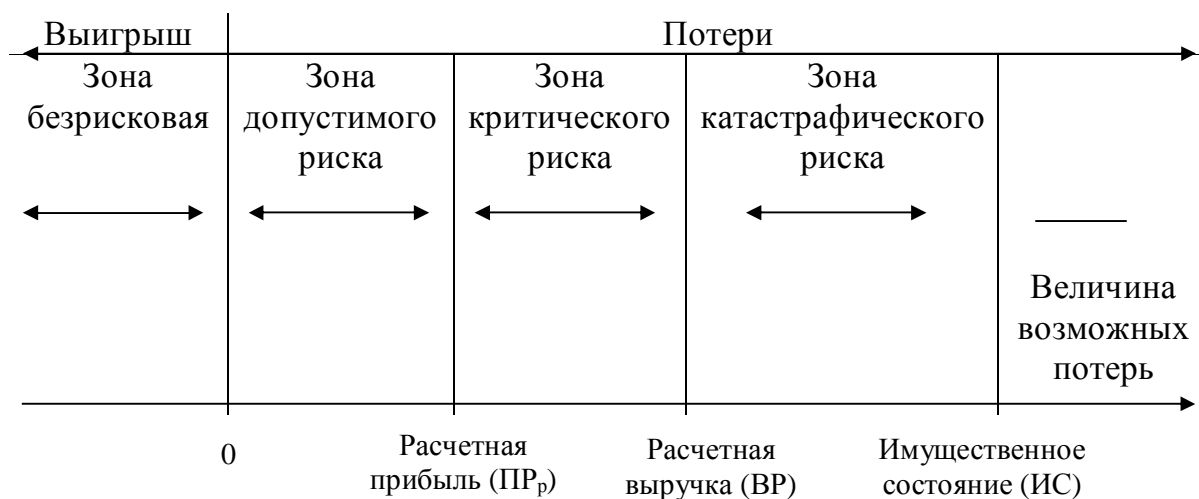 Выигрыш
Потери
Зона
безрисковая
Зона
допустимого
риска
Зона
критического
риска
Зона
катастрафического
риска
Величина
возможных
потерь
0
Расчетная
прибыль (ПРр)
Расчетная
выручка (ВР)
Имущественное
состояние (ИС)